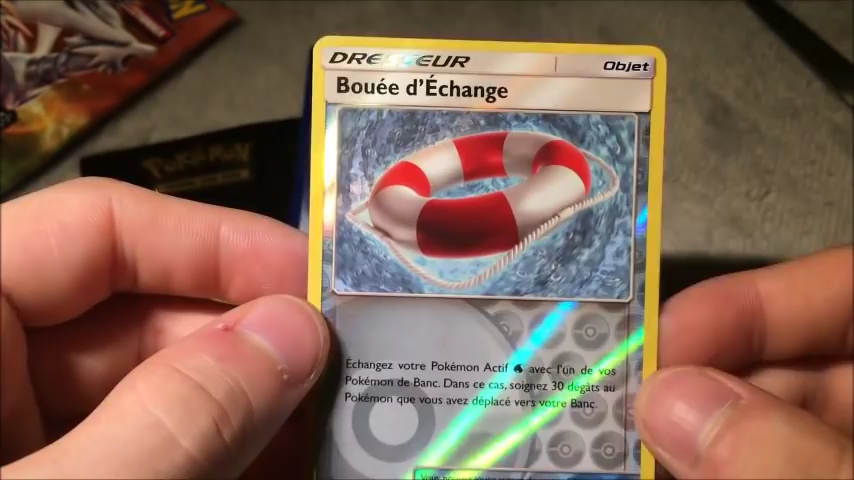 DRESSEUR
Objet
Bouée d'Échange
POKéMON
Échangez votre Pokémon Actif avec l'un de vos
Pokémon de Banc. Dans ce cas, soignez 30 dégâts au
Pokémon que vous avez déplacé vers votre Banc.